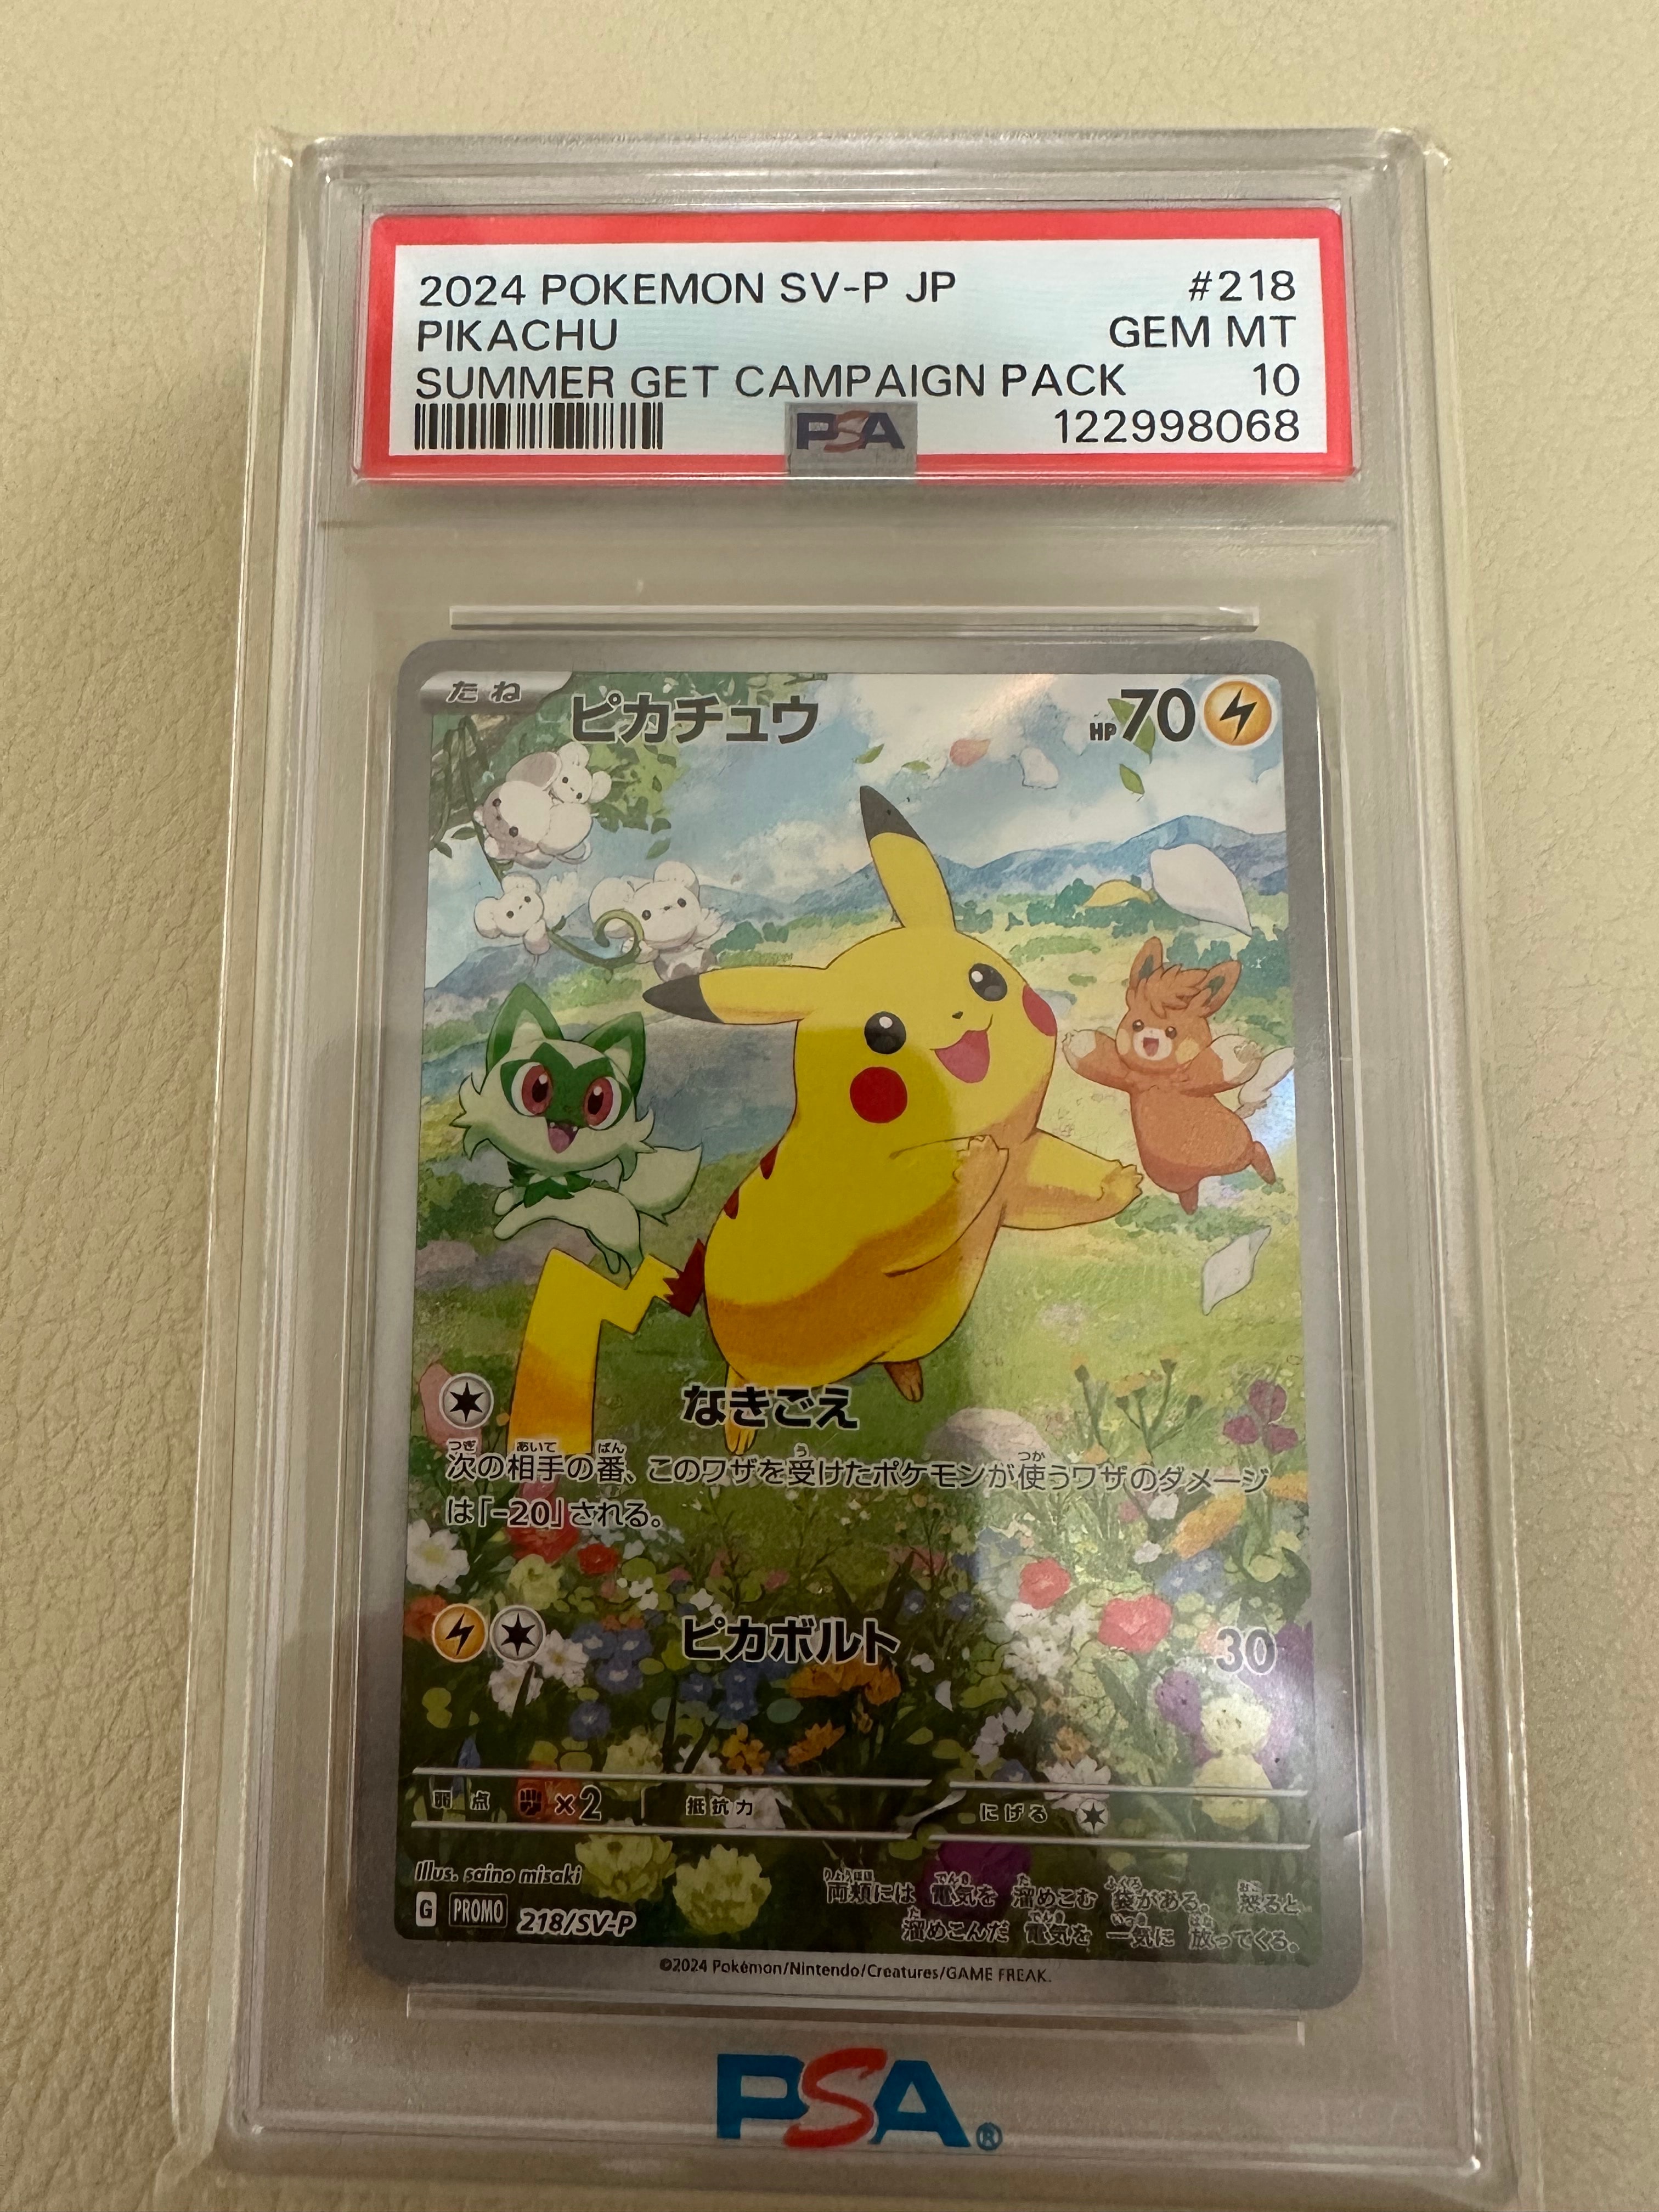 2024 POKEMON SV-P JP #218
PIKACHU GEM MT
SUMMER GET CAMPAIGN PACK 10
PSA 122998068
たね ピカチュウ HP70
なきごえ
次の相手の番、このワザを受けたポケモンが使うワザのダメージ
は「-20」される。
ピカボルト 30
弱点 ×2 抵抗力 にげる
Illus. saino misaki
両頬には 電気を 溜めこむ 袋がある。 怒ると
G PROMO 218/SV-P
溜めこんだ 電気を 一気に 放ってくる。
©2024 Pokémon/Nintendo/Creatures/GAME FREAK.
PSA®